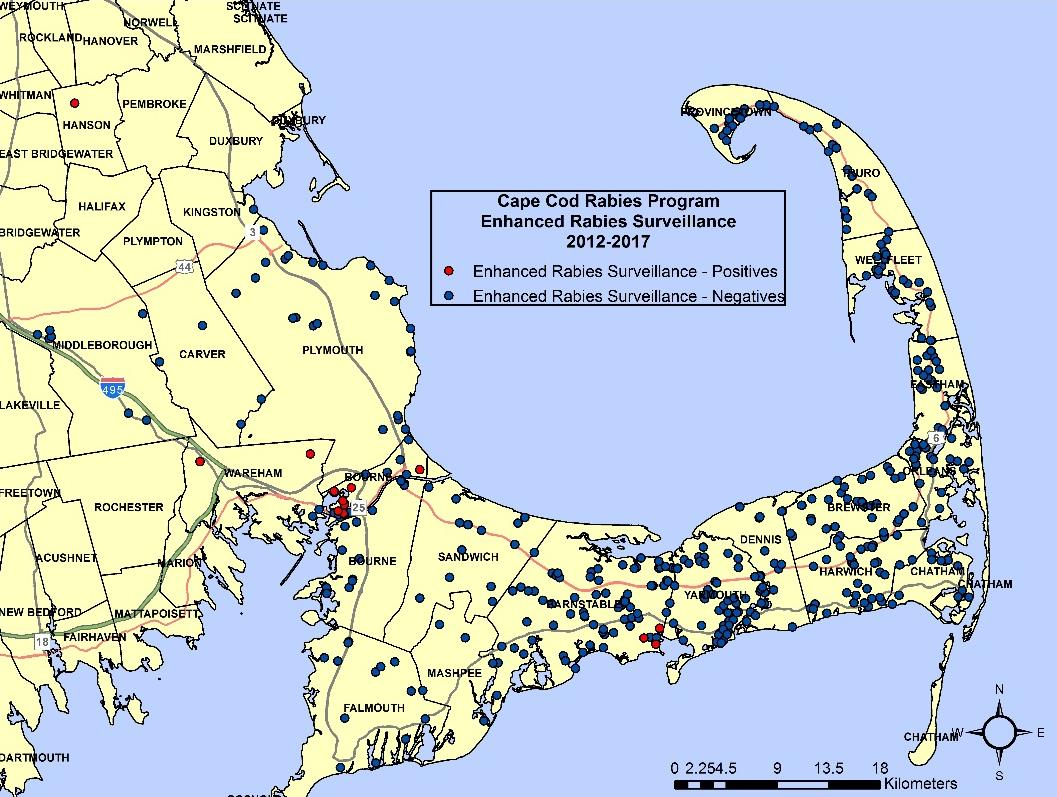 WEYMOUTH
SCITUATE
SCITUATE
NORWELL
ROCKLAND
HANOVER
MARSHFIELD
WHITMAN
PEMBROKE
HANSON
DUXBURY
DUXBURY
EAST BRIDGEWATER
HALIFAX
KINGSTON
BRIDGEWATER
PLYMPTON
3
44
PROVINCETOWN
TRURO
WELLFLEET
Cape Cod Rabies Program
Enhanced Rabies Surveillance
2012-2017
Enhanced Rabies Surveillance - Positives
Enhanced Rabies Surveillance - Negatives
MIDDLEBOROUGH
CARVER
PLYMOUTH
495
LAKEVILLE
EASTHAM
6
ORLEANS
WAREHAM
BOURNE
FREETOWN
ROCHESTER
25
BREWSTER
DENNIS
ACUSHNET
MARION
BOURNE
SANDWICH
HARWICH
CHATHAM
CHATHAM
BARNSTABLE
YARMOUTH
NEW BEDFORD
MATTAPOISETT
18
FAIRHAVEN
MASHPEE
FALMOUTH
DARTMOUTH
CHATHAM
N
W
E
S
0 2.25 4.5 9 13.5 18
Kilometers